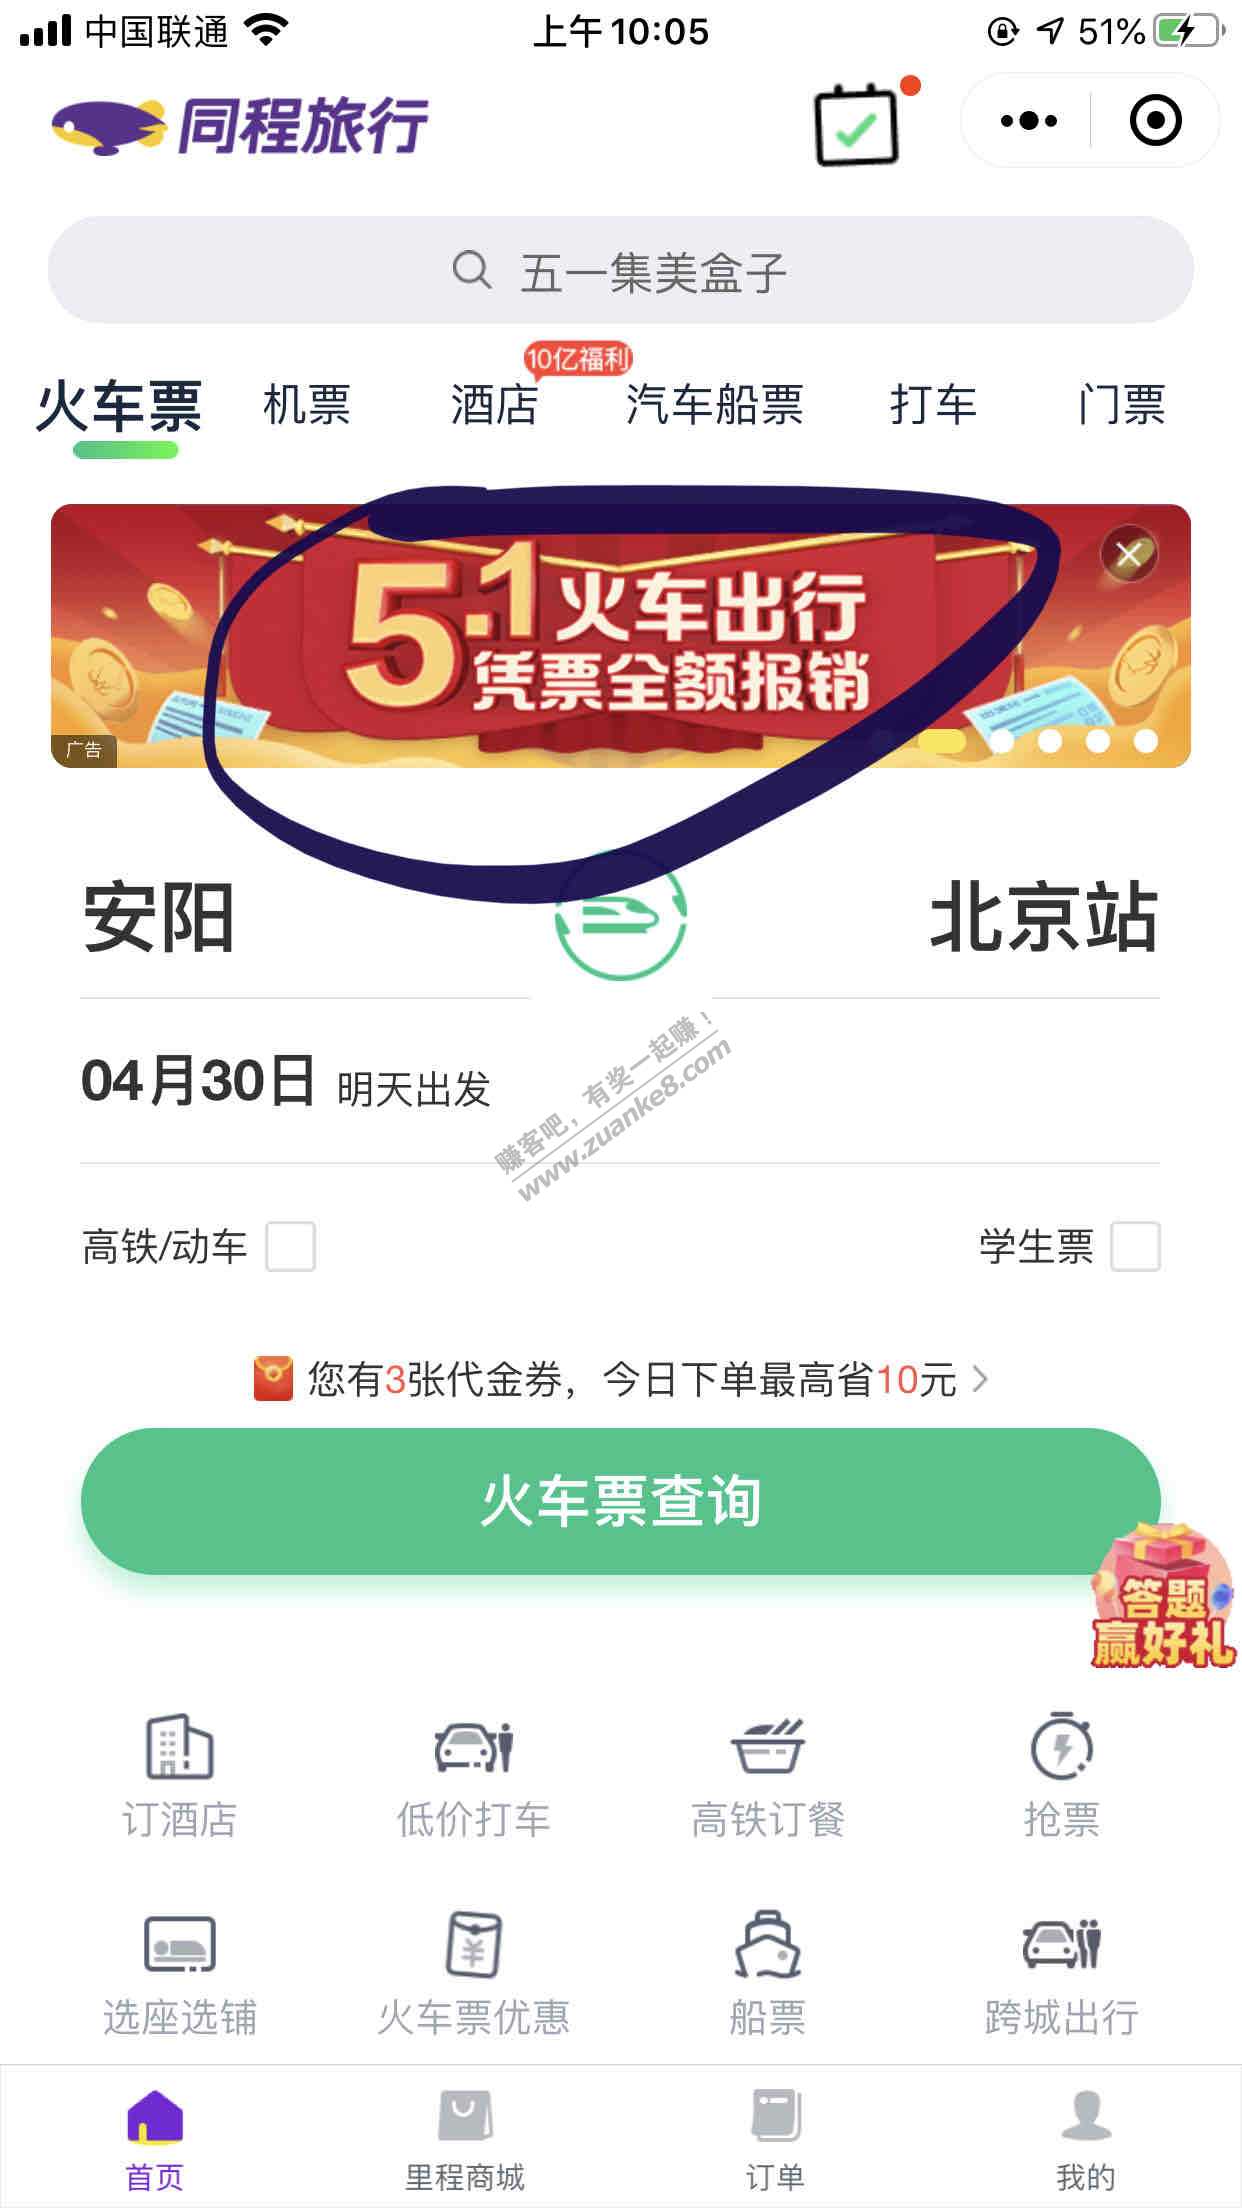 中国联通
上午 10:05
51%
同程旅行
五一集美盒子
10亿福利
火车票
机票
酒店
汽车船票
打车
门票
5.1火车出行
凭票全额报销
广告
安阳
北京站
04月30日 明天出发
赚客吧，有奖一起赚！
www.zuanke8.com
高铁/动车
学生票
您有3张代金券，今日下单最高省10元
火车票查询
答题
赢好礼
订酒店
低价打车
高铁订餐
抢票
选座选铺
火车票优惠
船票
跨城出行
首页
里程商城
订单
我的